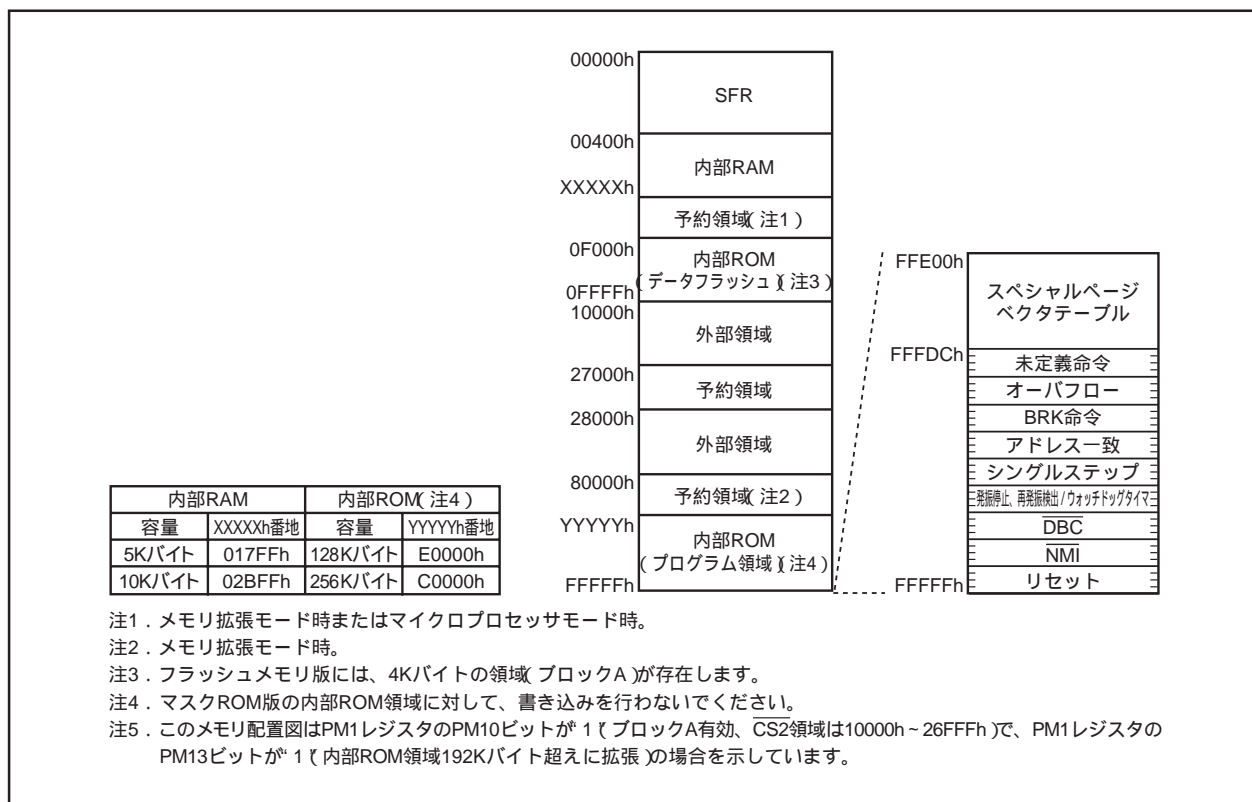 00000h
SFR
00400h
内部RAM
XXXXXh
予約領域(注1)
0F000h
内部ROM
(データフラッシュ)(注3)
0FFFFh
10000h
外部領域
27000h
予約領域
28000h
外部領域
80000h
予約領域(注2)
YYYYYh
内部ROM
(プログラム領域)(注4)
FFFFFh
FFE00h
スペシャルページ
ベクタテーブル
FFFDCh
未定義命令
オーバフロー
BRK命令
アドレス一致
シングルステップ
発振停止、再発振検出/ウォッチドッグタイマ
DBC
NMI
FFFFFh リセット
内部RAM 内部ROM(注4)
容量 XXXXXh番地 容量 YYYYYh番地
5Kバイト 017FFh 128Kバイト E0000h
10Kバイト 02BFFh 256Kバイト C0000h
注1.メモリ拡張モード時またはマイクロプロセッサモード時。
注2.メモリ拡張モード時。
注3.フラッシュメモリ版には、4Kバイトの領域(ブロックA)が存在します。
注4.マスクROM版の内部ROM領域に対して、書き込みを行わないでください。
注5.このメモリ配置図はPM1レジスタのPM10ビットが“1”(ブロックA有効、CS2領域は10000h~26FFFh)で、PM1レジスタの
PM13ビットが“1”(内部ROM領域192Kバイト超えに拡張)の場合を示しています。